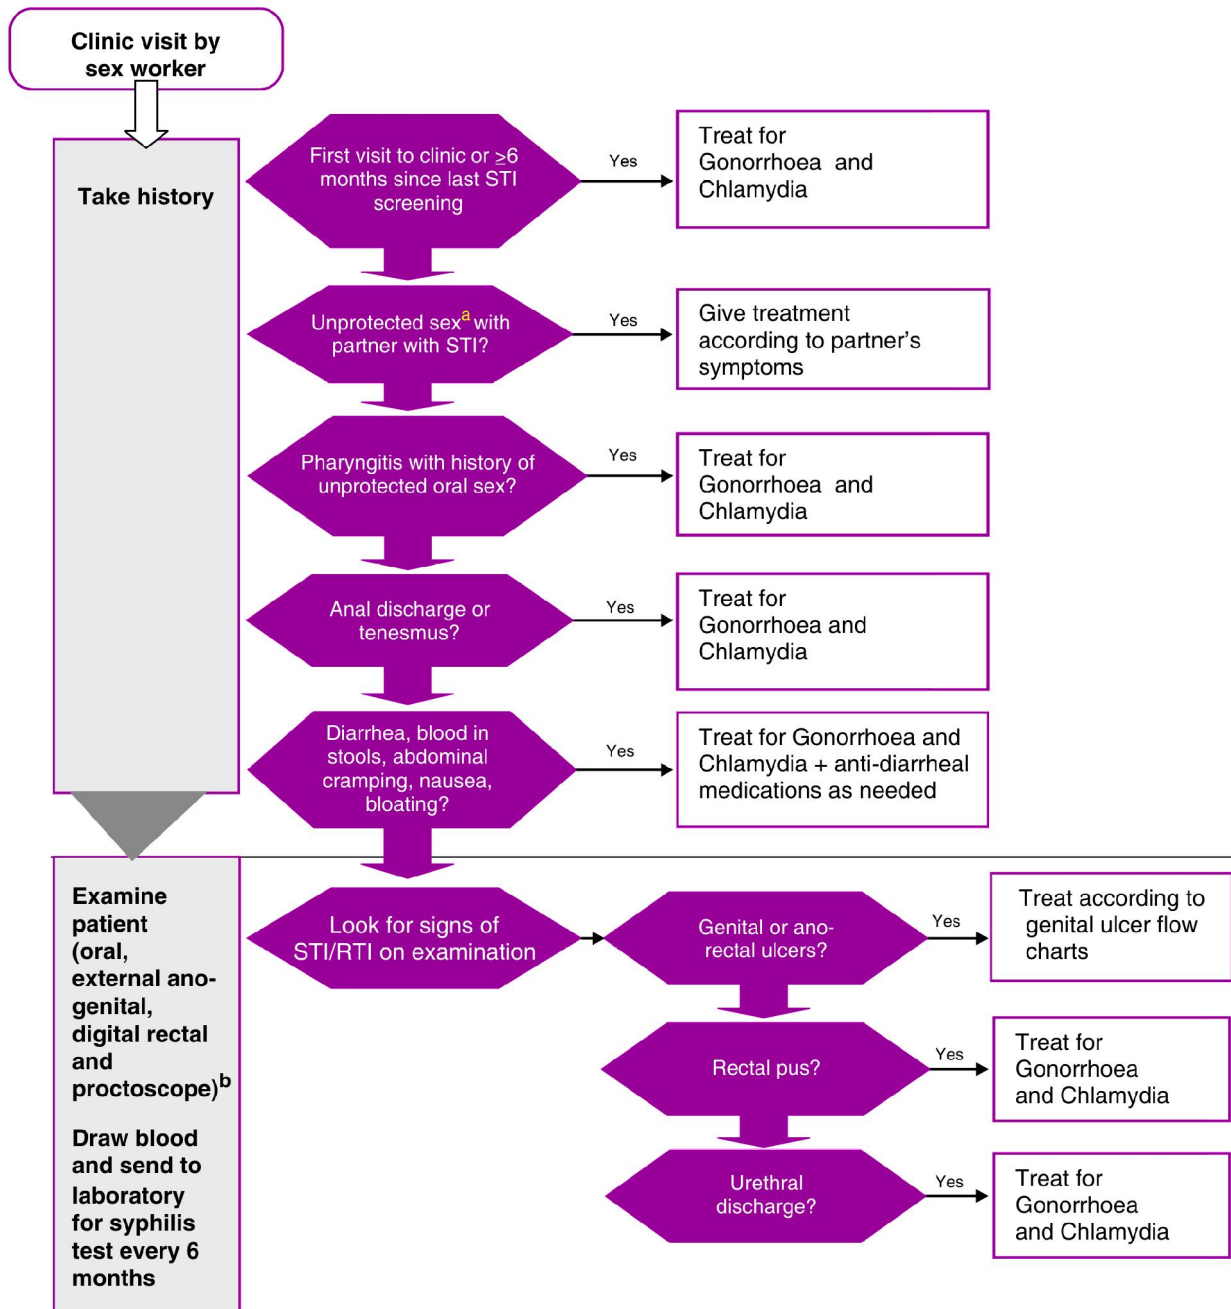 Clinic visit by
sex worker
Take history
First visit to clinic or ≥6
months since last STI
screening
Yes
Treat for
Gonorrhoea and
Chlamydia
Unprotected sexᵃ with
partner with STI?
Yes
Give treatment
according to partner's
symptoms
Pharyngitis with history of
unprotected oral sex?
Yes
Treat for
Gonorrhoea and
Chlamydia
Anal discharge or
tenesmus?
Yes
Treat for
Gonorrhoea and
Chlamydia
Diarrhea, blood in
stools, abdominal
cramping, nausea,
bloating?
Yes
Treat for Gonorrhoea and
Chlamydia + anti-diarrheal
medications as needed
Examine
patient
(oral,
external ano-
genital,
digital rectal
and
proctoscope)ᵇ
Draw blood
and send to
laboratory
for syphilis
test every 6
months
Look for signs of
STI/RTI on examination
Genital or ano-
rectal ulcers?
Yes
Treat according to
genital ulcer flow
charts
Rectal pus?
Yes
Treat for
Gonorrhoea
and Chlamydia
Urethral
discharge?
Yes
Treat for
Gonorrhoea
and Chlamydia